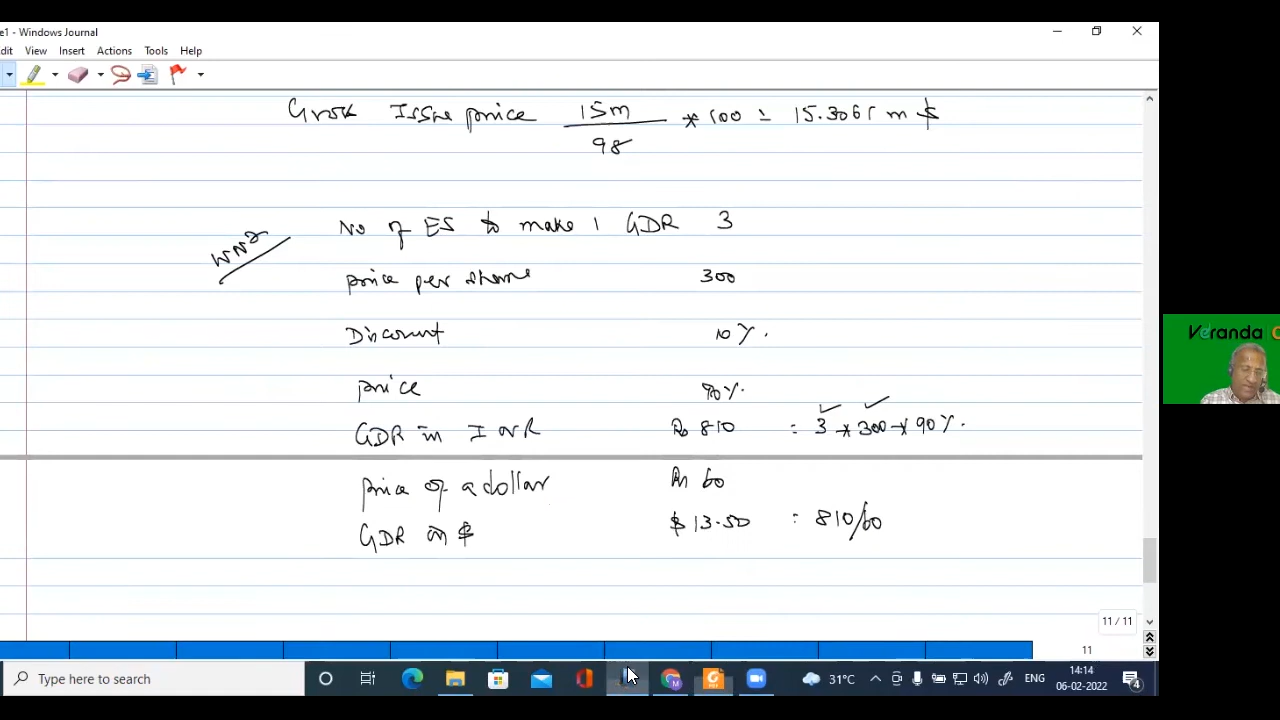 e1 - Windows Journal
dit View Insert Actions Tools Help
Gross Issue price 15m / 98 * 100 = 15.3061 m $
WN2
No of ES to make 1 GDR 3
price per share 300
Discount 10%.
price 90%.
GDR in INR Rs 810 = 3 * 300 * 90%.
price of a dollar Rs 60
GDR in $ $ 13.50 = 810/60
Veranda
11 / 11
11
Type here to search
31°C
ENG
14:14
06-02-2022
4